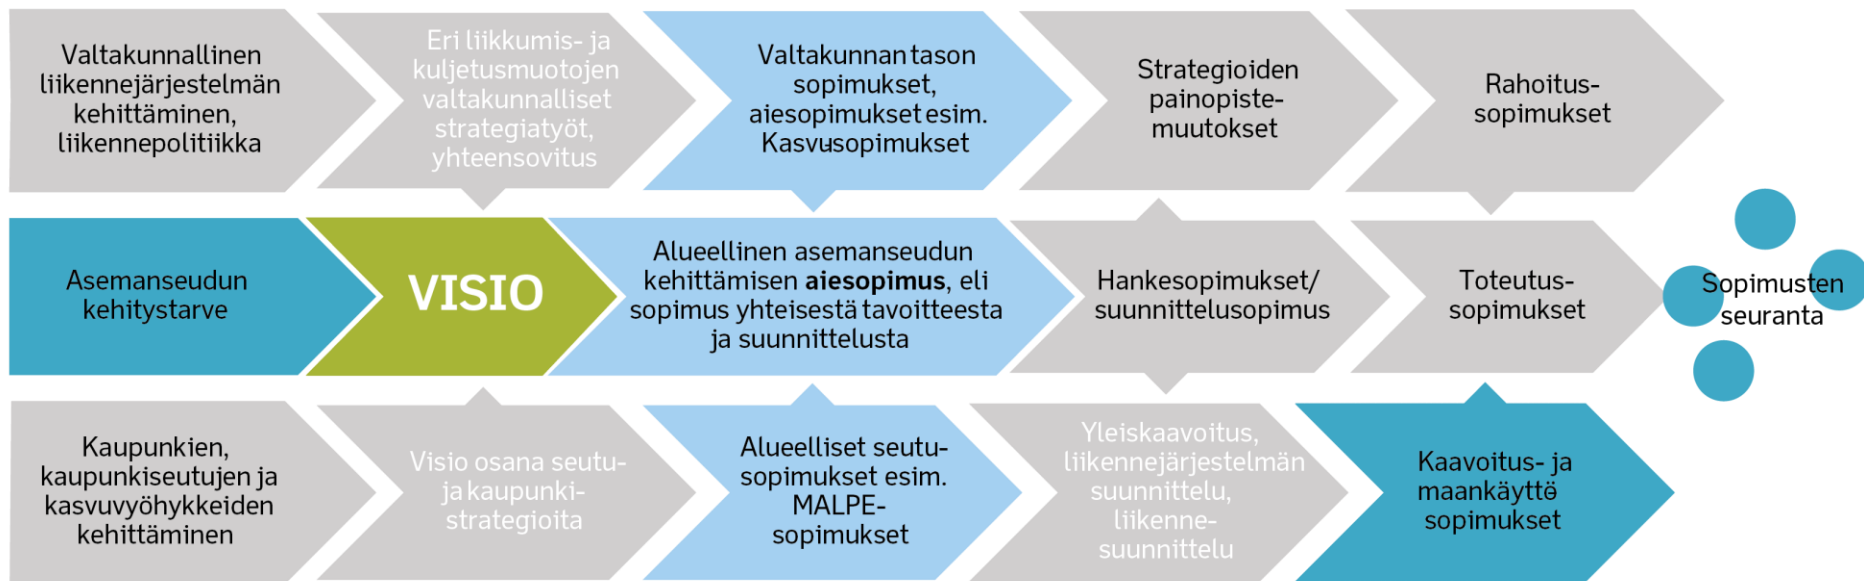 Valtakunnallinen
liikennejärjestelmän
kehittäminen,
liikennepolitiikka
Eri liikkumis- ja
kuljetusmuotojen
valtakunnalliset
strategiatyöt,
yhteensovitus
Valtakunnan tason
sopimukset,
aiesopimukset esim.
Kasvusopimukset
Strategioiden
painopiste-
muutokset
Rahoitus-
sopimukset
Asemanseudun
kehitystarve
VISIO
Alueellinen asemanseudun
kehittämisen aiesopimus, eli
sopimus yhteisestä tavoitteesta
ja suunnittelusta
Hankesopimukset/
suunnittelusopimus
Toteutus-
sopimukset
Sopimusten
seuranta
Kaupunkien,
kaupunkiseutujen ja
kasvuvyöhykkeiden
kehittäminen
Visio osana seutu-
ja kaupunki-
strategioita
Alueelliset seutu-
sopimukset esim.
MALPE-
sopimukset
Yleiskaavoitus,
liikennejärjestelmän
suunnittelu,
liikenne-
suunnittelu
Kaavoitus- ja
maankäyttö-
sopimukset